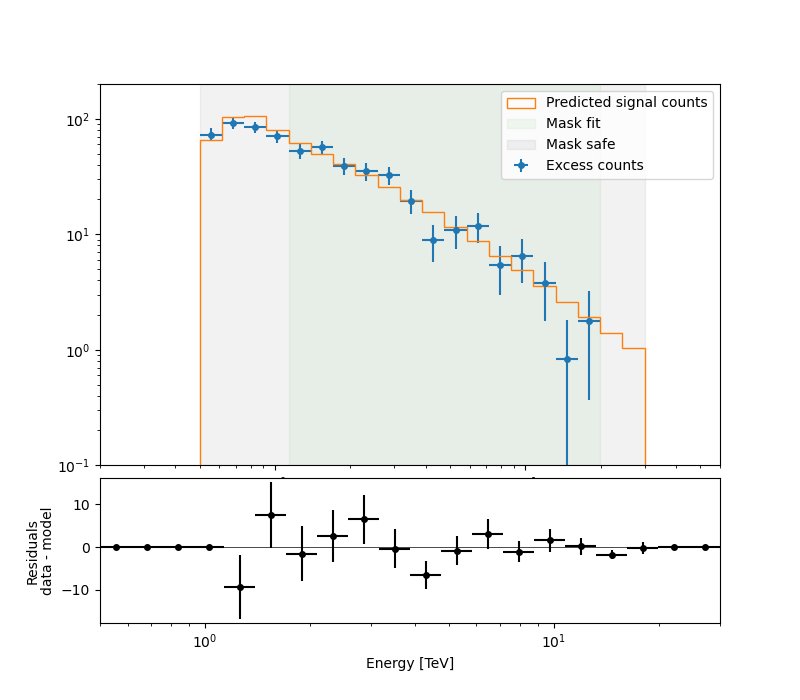 10²
10¹
10⁰
10⁻¹
Predicted signal counts
Mask fit
Mask safe
Excess counts
10
0
−10
Residuals
data - model
10⁰
10¹
Energy [TeV]